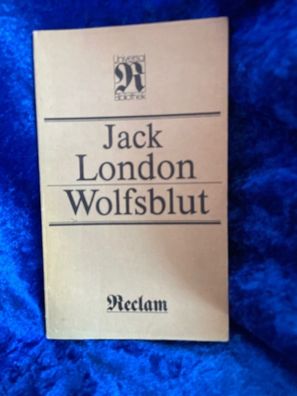 Universal
R
Bibliothek
Jack
London
Wolfsblut
Reclam